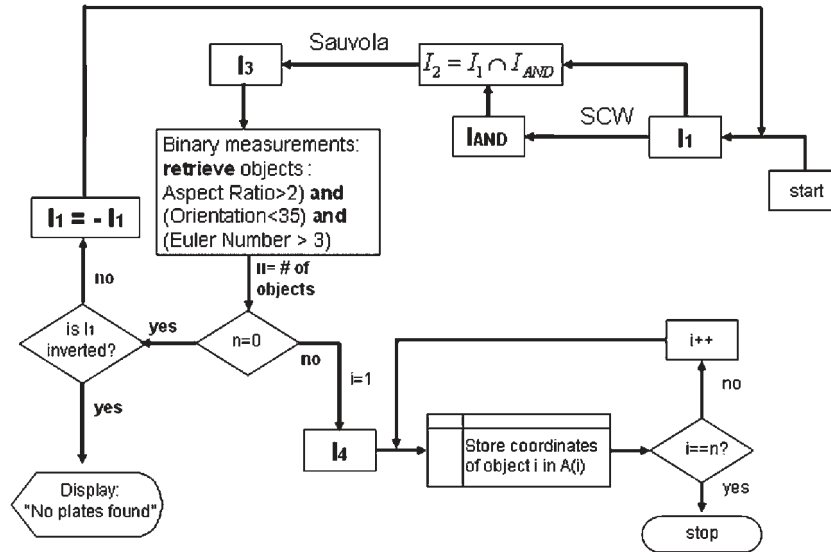 Sauvola
I3
I2 = I1 ∩ IAND
SCW
IAND
I1
start
Binary measurements:
retrieve objects :
Aspect Ratio>2) and
(Orientation<35) and
(Euler Number > 3)
I1 = - I1
no
n= # of
objects
is I1
inverted?
yes
n=0
no
i=1
yes
I4
Store coordinates
of object i in A(i)
i++
no
i==n?
yes
stop
Display:
"No plates found"